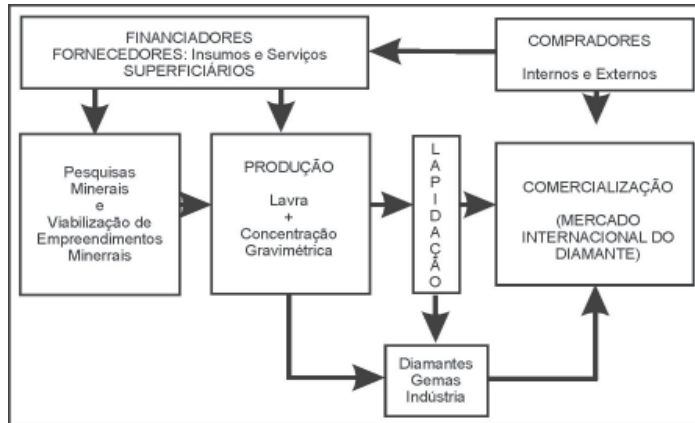 FINANCIADORES
FORNECEDORES: Insumos e Serviços
SUPERFICIÁRIOS
COMPRADORES
Internos e Externos
Pesquisas
Minerais
e
Viabilização de
Empreendimentos
Minerrais
PRODUÇÃO
Lavra
+
Concentração
Gravimétrica
LAPIDAÇÃO
COMERCIALIZAÇÃO
(MERCADO
INTERNACIONAL DO
DIAMANTE)
Diamantes
Gemas
Indústria